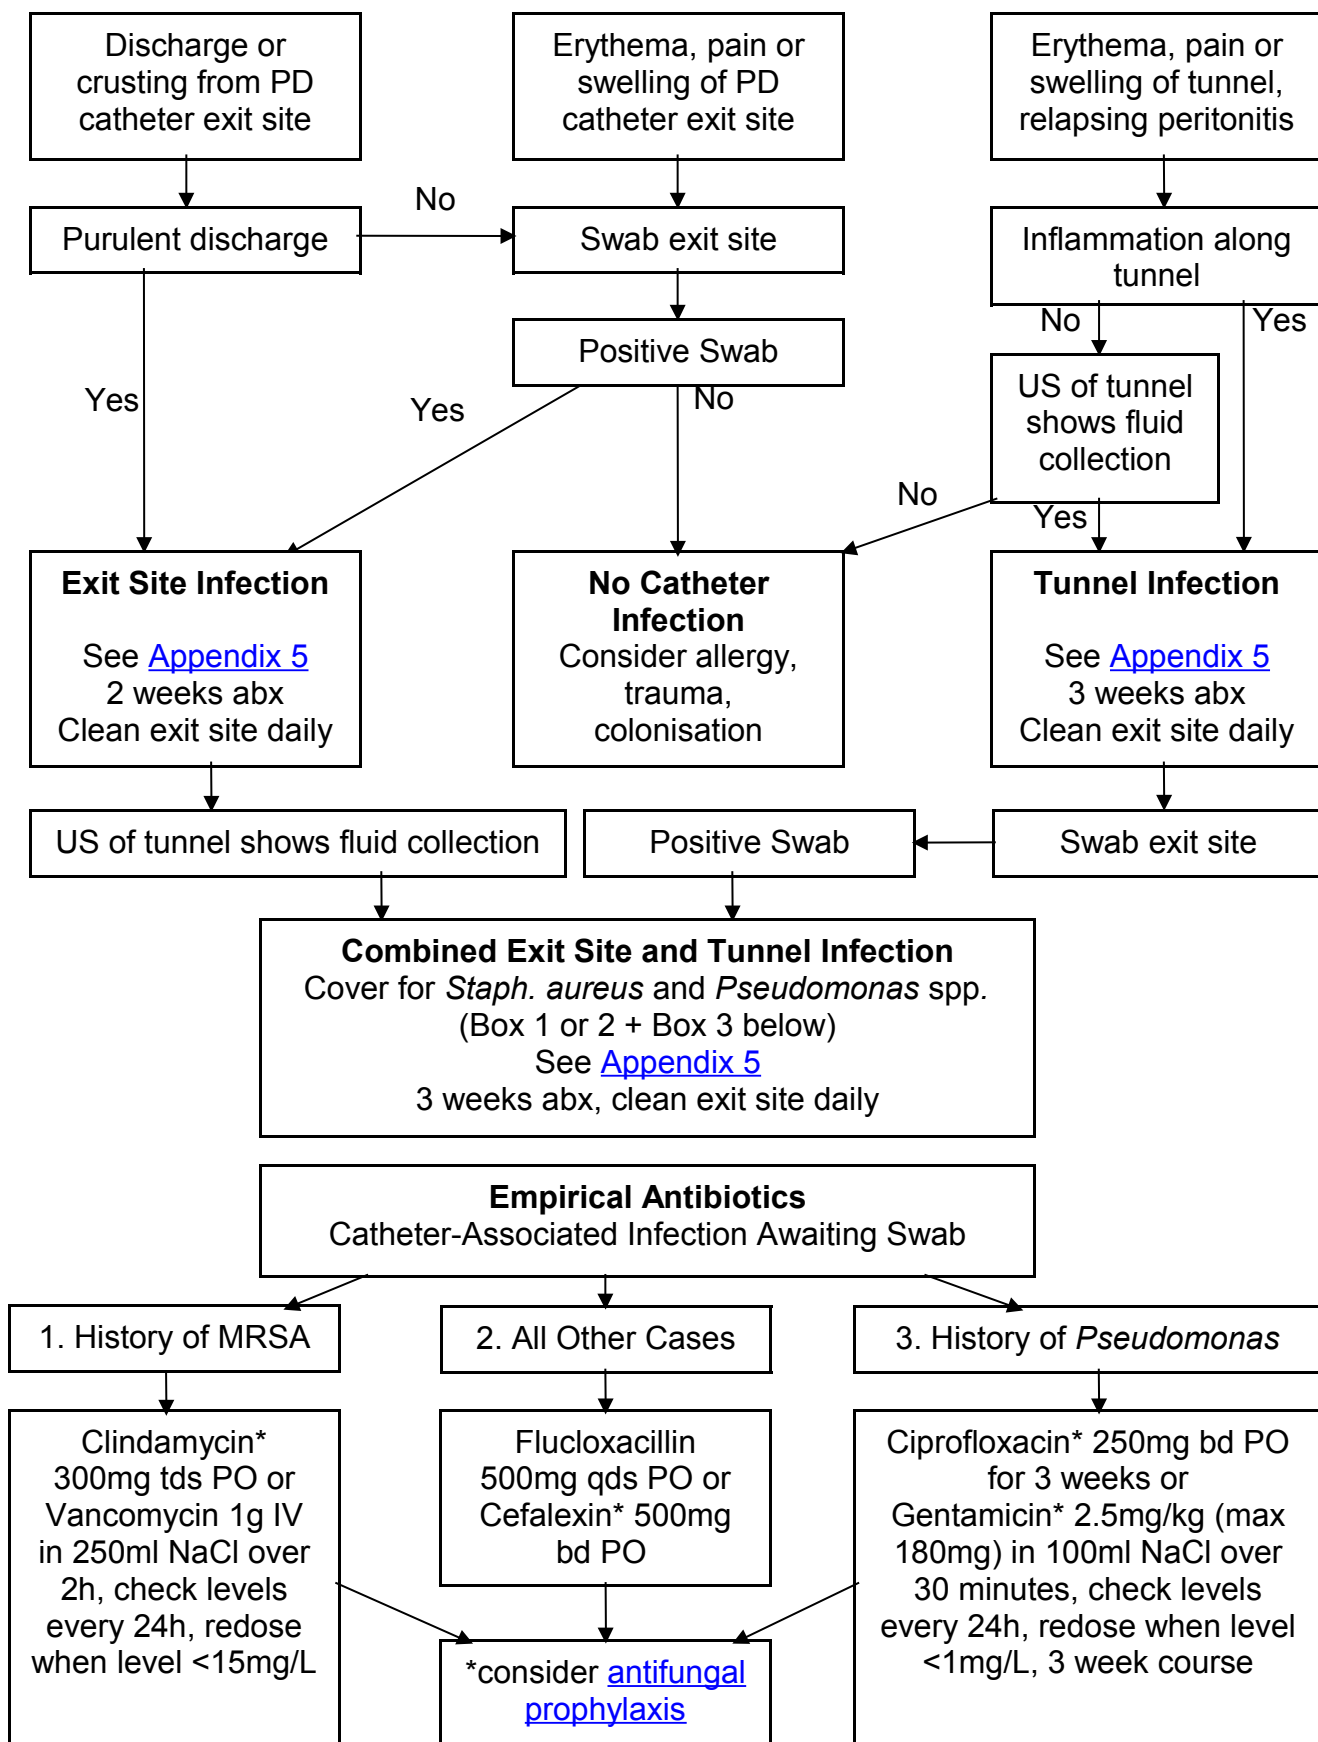 Discharge or
crusting from PD
catheter exit site
Erythema, pain or
swelling of PD
catheter exit site
Erythema, pain or
swelling of tunnel,
relapsing peritonitis
Purulent discharge
No
Swab exit site
Inflammation along
tunnel
No
Yes
Positive Swab
US of tunnel
shows fluid
collection
Yes
Yes
No
No
Yes
Exit Site Infection
See Appendix 5
2 weeks abx
Clean exit site daily
No Catheter
Infection
Consider allergy,
trauma,
colonisation
Tunnel Infection
See Appendix 5
3 weeks abx
Clean exit site daily
US of tunnel shows fluid collection
Positive Swab
Swab exit site
Combined Exit Site and Tunnel Infection
Cover for Staph. aureus and Pseudomonas spp.
(Box 1 or 2 + Box 3 below)
See Appendix 5
3 weeks abx, clean exit site daily
Empirical Antibiotics
Catheter-Associated Infection Awaiting Swab
1. History of MRSA
2. All Other Cases
3. History of Pseudomonas
Clindamycin*
300mg tds PO or
Vancomycin 1g IV
in 250ml NaCl over
2h, check levels
every 24h, redose
when level <15mg/L
Flucloxacillin
500mg qds PO or
Cefalexin* 500mg
bd PO
Ciprofloxacin* 250mg bd PO
for 3 weeks or
Gentamicin* 2.5mg/kg (max
180mg) in 100ml NaCl over
30 minutes, check levels
every 24h, redose when level
<1mg/L, 3 week course
*consider antifungal
prophylaxis